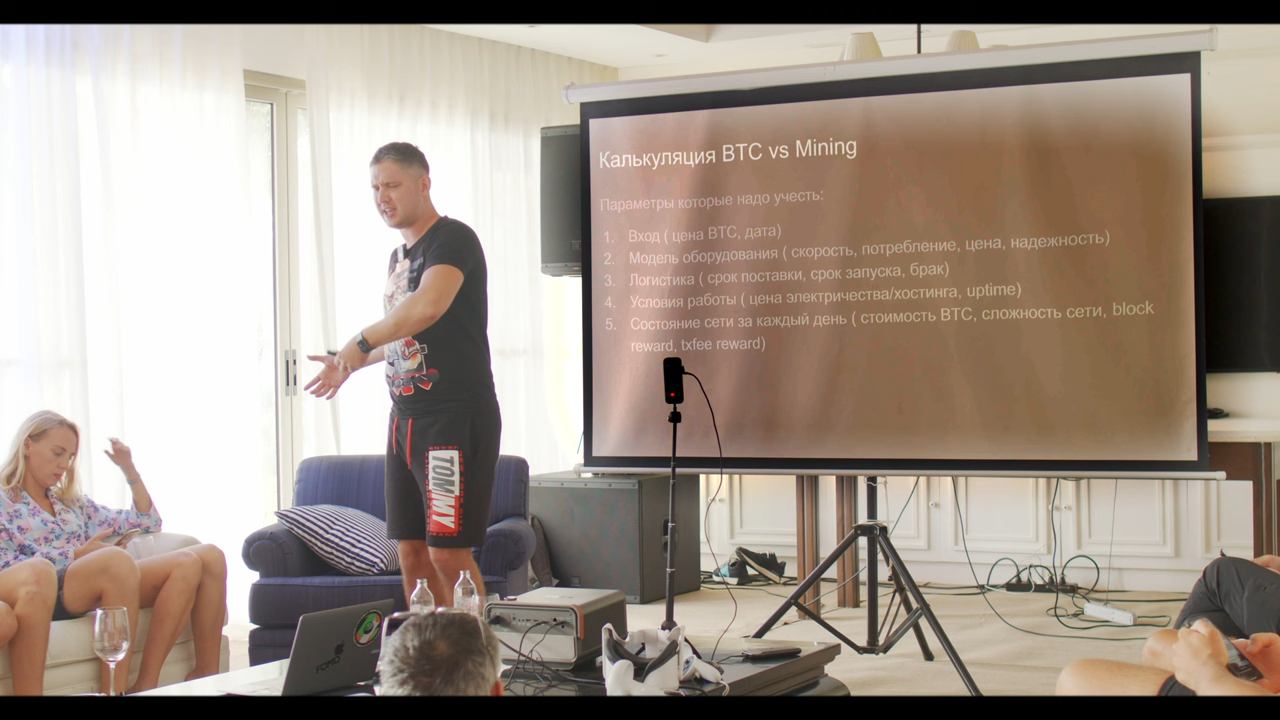 Калькуляция BTC vs Mining
Параметры которые надо учесть:
1. Вход ( цена BTC, дата)
2. Модель оборудования ( скорость, потребление, цена, надежность)
3. Логистика ( срок поставки, срок запуска, брак)
4. Условия работы ( цена электричества/хостинга, uptime)
5. Состояние сети за каждый день ( стоимость BTC, сложность сети, block
reward, txfee reward)
TOMMY
FOMO